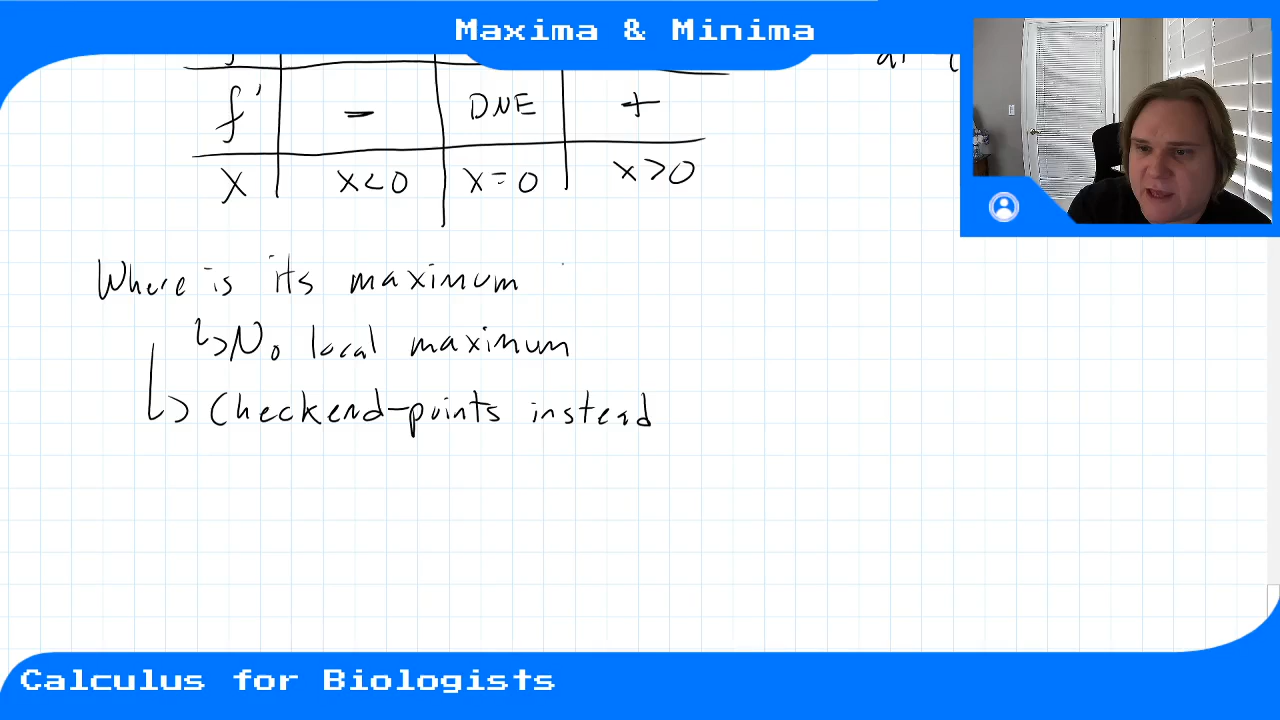 Maxima & Minima
f' - DNE +
x x<0 x=0 x>0
Where is its maximum
↳ No local maximum
↳ Check end-points instead
Calculus for Biologists